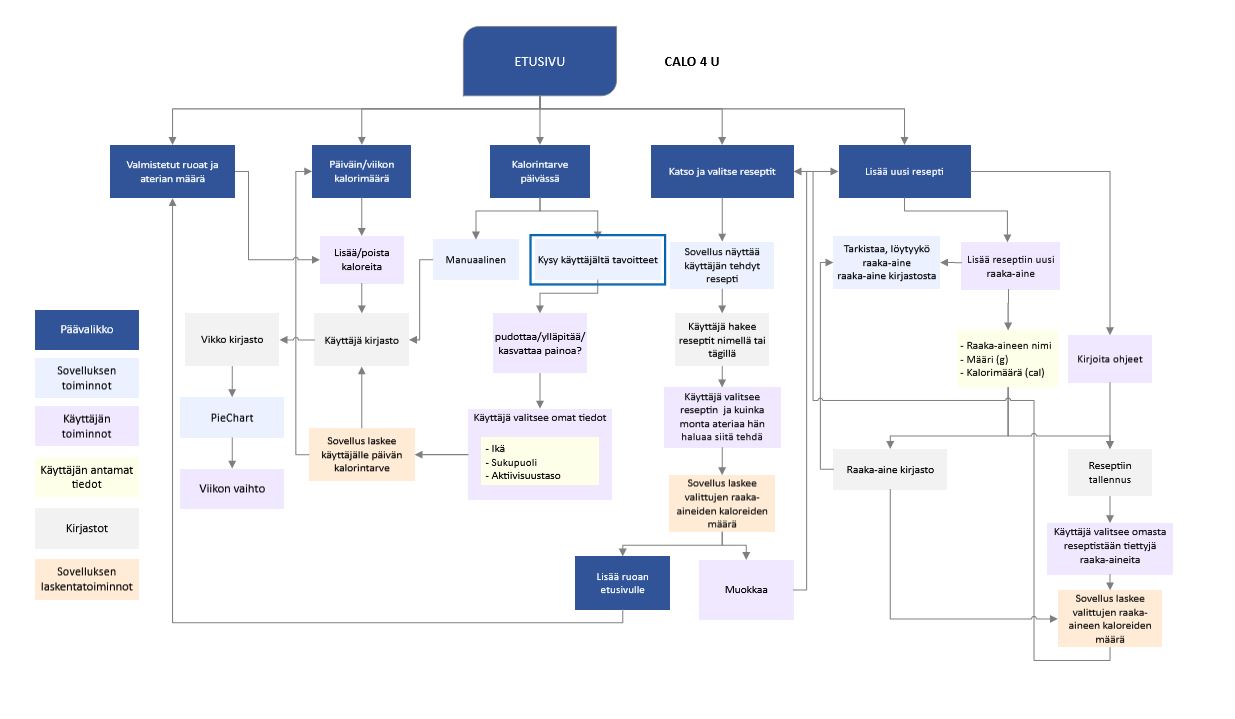 ETUSIVU
CALO 4 U
Valmistetut ruoat ja
aterian määrä
Päiväin/viikon
kalorimäärä
Kalorintarve
päivässä
Katso ja valitse reseptit
Lisää uusi resepti
Lisää/poista
kaloreita
Manuaalinen
Kysy käyttäjältä tavoitteet
Sovellus näyttää
käyttäjän tehdyt
resepti
Tarkistaa, löytyykö
raaka-aine
raaka-aine kirjastosta
Lisää reseptiin uusi
raaka-aine
Vikko kirjasto
Käyttäjä kirjasto
pudottaa/ylläpitää/
kasvattaa painoa?
Käyttäjä hakee
reseptit nimellä tai
tägillä
- Raaka-aineen nimi
- Määri (g)
- Kalorimäärä (cal)
Kirjoita ohjeet
PieChart
Käyttäjä valitsee omat tiedot
- Ikä
- Sukupuoli
- Aktiivisuustaso
Käyttäjä valitsee
reseptin ja kuinka
monta ateriaa hän
haluaa siitä tehdä
Sovellus laskee
käyttäjälle päivän
kalorintarve
Viikon vaihto
Raaka-aine kirjasto
Reseptiin
tallennus
Sovellus laskee
valittujen raaka-
aineiden kaloreiden
määrä
Käyttäjä valitsee omasta
reseptistään tiettyjä
raaka-aineita
Lisää ruoan
etusivulle
Muokkaa
Sovellus laskee
valittujen raaka-
aineen kaloreiden
määrä
Päävalikko
Sovelluksen
toiminnot
Käyttäjän
toiminnot
Käyttäjän antamat
tiedot
Kirjastot
Sovelluksen
laskentatoiminnot